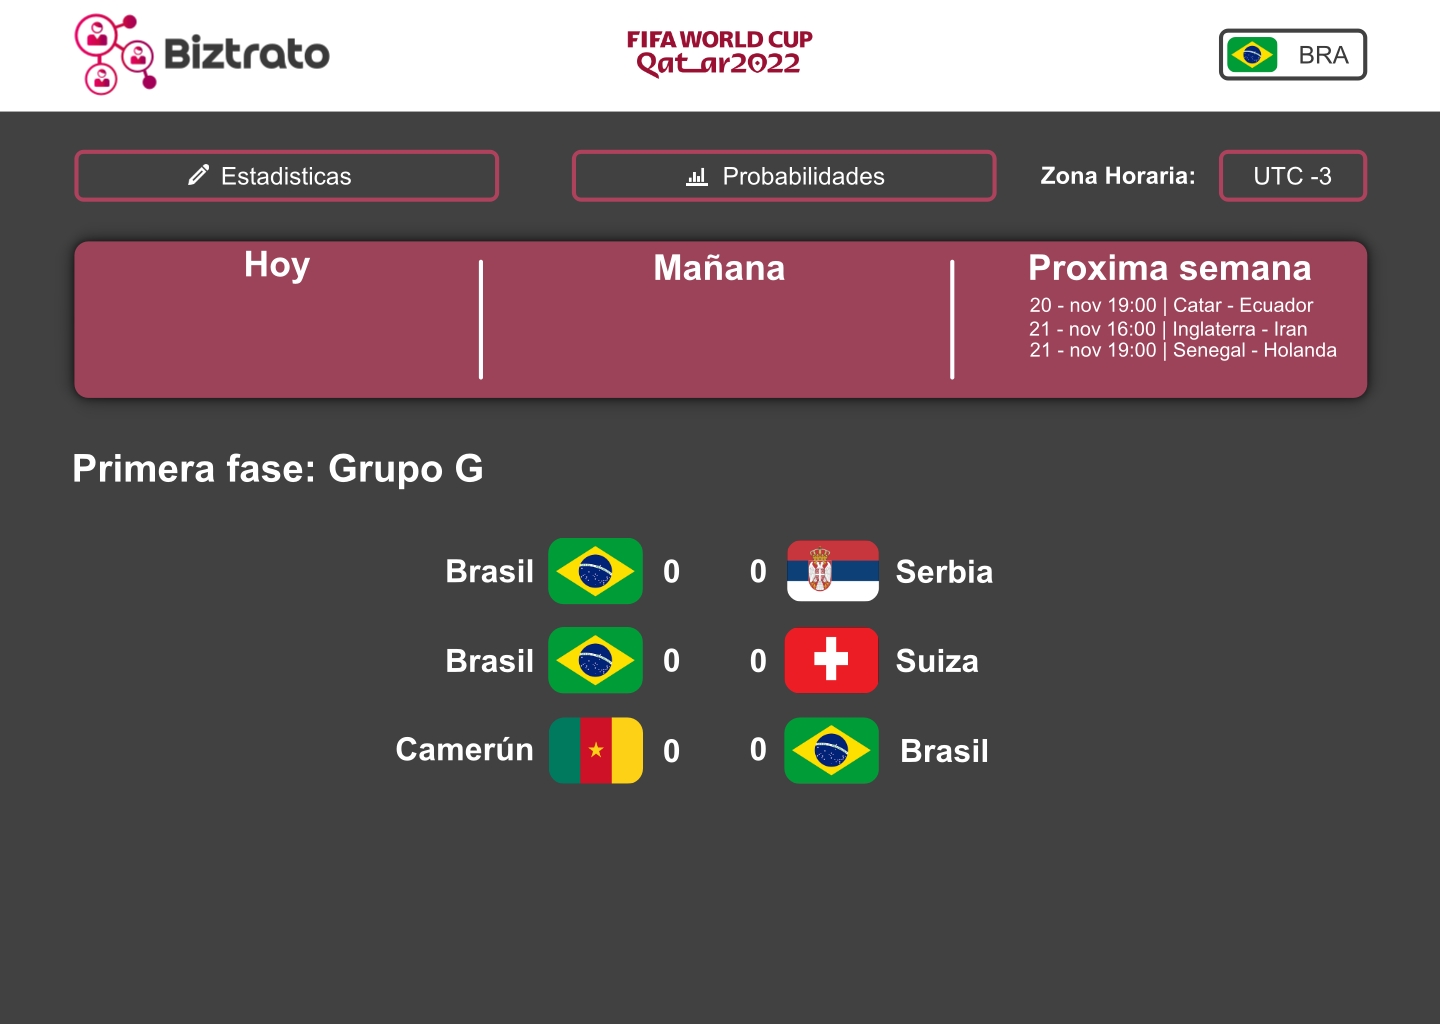 Biztrato
FIFA WORLD CUP
Qatar2022
BRA
Estadisticas
Probabilidades
Zona Horaria:
UTC -3
Hoy
Mañana
Proxima semana
20 - nov 19:00 | Catar - Ecuador
21 - nov 16:00 | Inglaterra - Iran
21 - nov 19:00 | Senegal - Holanda
Primera fase: Grupo G
Brasil 0 0 Serbia
Brasil 0 0 Suiza
Camerún 0 0 Brasil